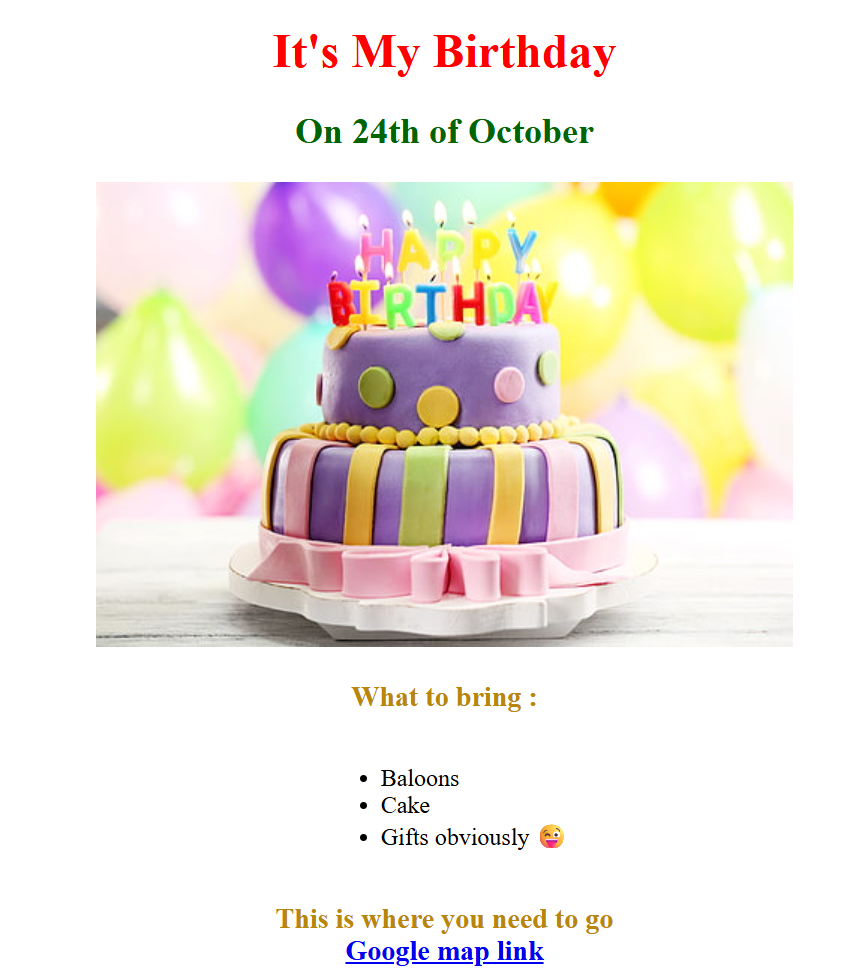 It's My Birthday
On 24th of October
HAPPY
BIRTHDAY
What to bring :
Baloons
Cake
Gifts obviously 😜
This is where you need to go
Google map link